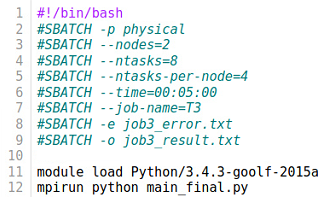 1 #!/bin/bash
2 #SBATCH -p physical
3 #SBATCH --nodes=2
4 #SBATCH --ntasks=8
5 #SBATCH --ntasks-per-node=4
6 #SBATCH --time=00:05:00
7 #SBATCH --job-name=T3
8 #SBATCH -e job3_error.txt
9 #SBATCH -o job3_result.txt
10
11 module load Python/3.4.3-goolf-2015a
12 mpirun python main_final.py